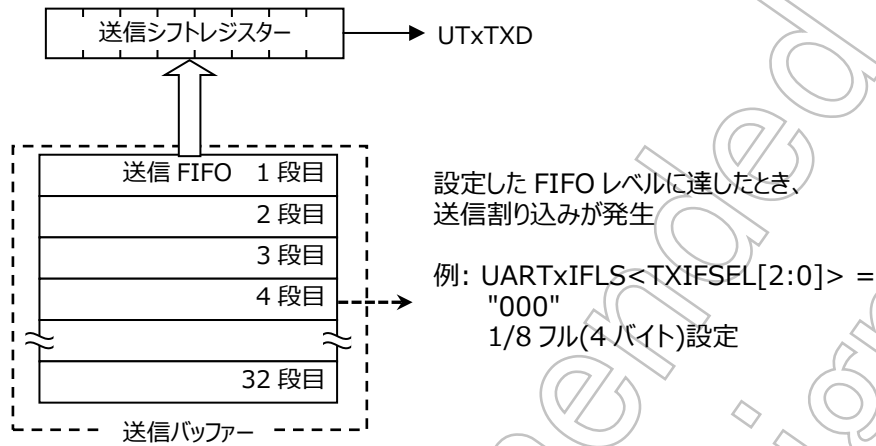 送信シフトレジスター
UTxTXD
送信 FIFO 1 段目
2 段目
3 段目
4 段目
32 段目
送信バッファー
設定した FIFO レベルに達したとき、
送信割り込みが発生
例: UARTxIFLS<TXIFSEL[2:0]> =
"000"
1/8 フル(4 バイト)設定